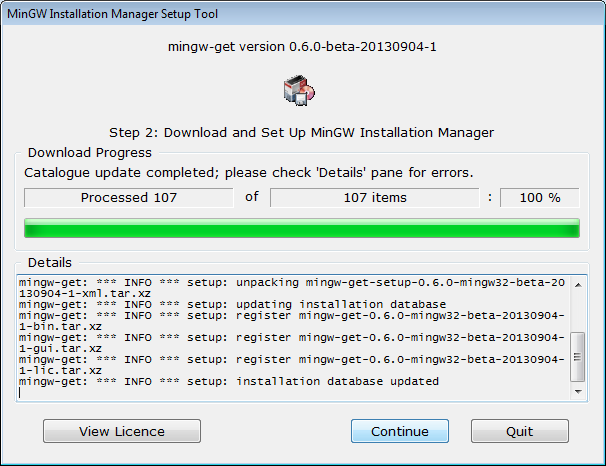 MinGW Installation Manager Setup Tool
mingw-get version 0.6.0-beta-20130904-1
Step 2: Download and Set Up MinGW Installation Manager
Download Progress
Catalogue update completed; please check 'Details' pane for errors.
Processed 107 of 107 items : 100 %
Details
mingw-get: *** INFO *** setup: unpacking mingw-get-setup-0.6.0-mingw32-beta-20
130904-1-xml.tar.xz
mingw-get: *** INFO *** setup: updating installation database
mingw-get: *** INFO *** setup: register mingw-get-0.6.0-mingw32-beta-20130904-
1-bin.tar.xz
mingw-get: *** INFO *** setup: register mingw-get-0.6.0-mingw32-beta-20130904-
1-gui.tar.xz
mingw-get: *** INFO *** setup: register mingw-get-0.6.0-mingw32-beta-20130904-
1-lic.tar.xz
mingw-get: *** INFO *** setup: installation database updated
View Licence Continue Quit